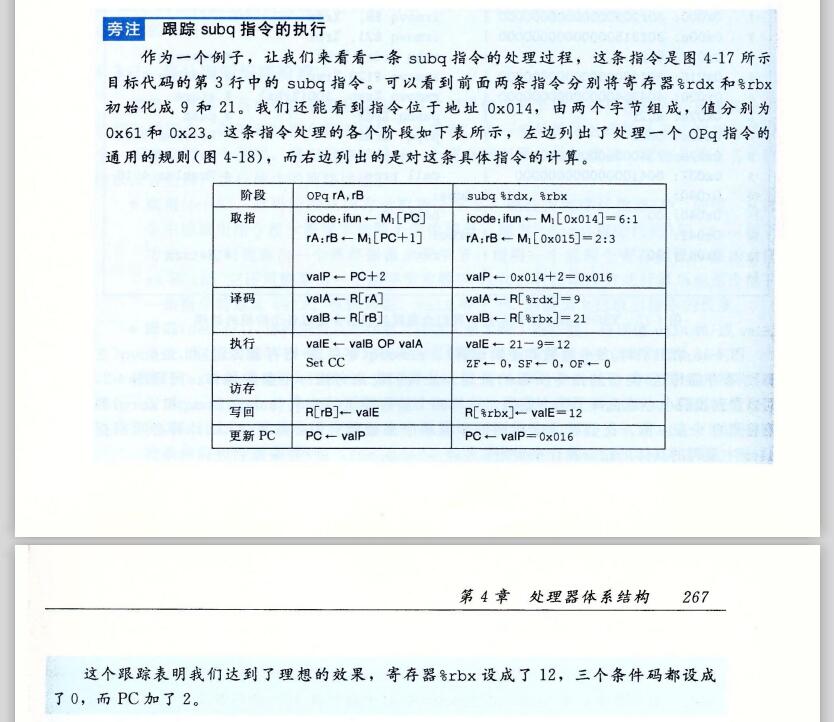 旁注 跟踪 subq 指令的执行
作为一个例子，让我们来看看一条 subq 指令的处理过程，这条指令是图 4-17 所示
目标代码的第 3 行中的 subq 指令。可以看到前面两条指令分别将寄存器%rdx 和%rbx
初始化成 9 和 21。我们还能看到指令位于地址 0x014，由两个字节组成，值分别为
0x61 和 0x23。这条指令处理的各个阶段如下表所示，左边列出了处理一个 OPq 指令的
通用的规则(图 4-18)，而右边列出的是对这条具体指令的计算。
阶段 OPq rA, rB subq %rdx, %rbx
取指 icode:ifun ← M₁[PC] icode:ifun ← M₁[0x014]=6:1
rA:rB ← M₁[PC+1] rA:rB ← M₁[0x015]=2:3
valP ← PC+2 valP ← 0x014+2=0x016
译码 valA ← R[rA] valA ← R[%rdx]=9
valB ← R[rB] valB ← R[%rbx]=21
执行 valE ← valB OP valA valE ← 21-9=12
Set CC ZF ← 0, SF ← 0, OF ← 0
访存
写回 R[rB] ← valE R[%rbx] ← valE=12
更新 PC PC ← valP PC ← valP=0x016
第 4 章 处理器体系结构 267
这个跟踪表明我们达到了理想的效果，寄存器%rbx 设成了 12，三个条件码都设成
了 0，而 PC 加了 2。